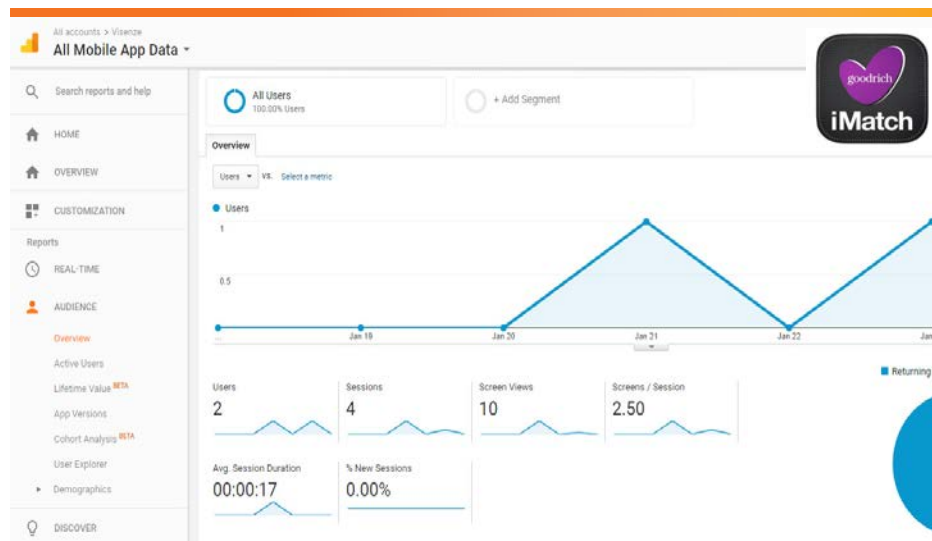 All accounts > Visenze
All Mobile App Data
goodrich
iMatch
Search reports and help
HOME
OVERVIEW
CUSTOMIZATION
Reports
REAL-TIME
AUDIENCE
Overview
Active Users
Lifetime Value BETA
App Versions
Cohort Analysis BETA
User Explorer
Demographics
DISCOVER
All Users
100.00% Users
+ Add Segment
Overview
Users VS. Select a metric
Users
1
0.5
... Jan 19 Jan 20 Jan 21 Jan 22 Jan
Returning
Users Sessions Screen Views Screens / Session
2 4 10 2.50
Avg. Session Duration % New Sessions
00:00:17 0.00%